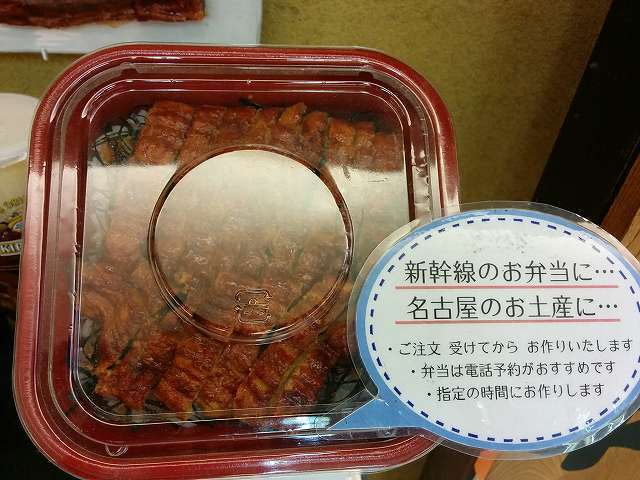 新幹線のお弁当に…
名古屋のお土産に…
・ご注文 受けてから お作りいたします
・弁当は電話予約がおすすめです
・指定の時間にお作りします